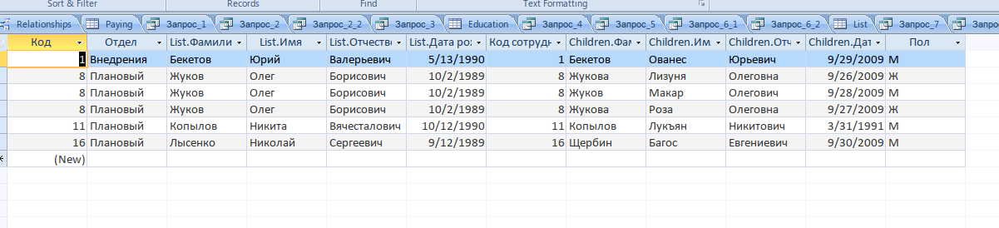 Sort & Filter Records Find Text Formatting
Relationships Paying Запрос_1 Запрос_2 Запрос_2_2 Запрос_3 Education Запрос_4 Запрос_5 Запрос_6_1 Запрос_6_2 List Запрос_7
Код Отдел List.Фамили List.Имя List.Отчество List.Дата рож Код сотрудн Children.Фам Children.Им Children.Отч Children.Дат Пол
1 Внедрения Бекетов Юрий Валерьевич 5/13/1990 1 Бекетов Ованес Юрьевич 9/29/2009 М
8 Плановый Жуков Олег Борисович 10/2/1989 8 Жукова Лизуня Олеговна 9/26/2009 Ж
8 Плановый Жуков Олег Борисович 10/2/1989 8 Жуков Макар Олегович 9/28/2009 М
8 Плановый Жуков Олег Борисович 10/2/1989 8 Жукова Роза Олеговна 9/27/2009 Ж
11 Плановый Копылов Никита Вячесталович 10/12/1990 11 Копылов Лукъян Никитович 3/31/1991 М
16 Плановый Лысенко Николай Сергеевич 9/12/1989 16 Щербин Багос Евгениевич 9/30/2009 М
(New)